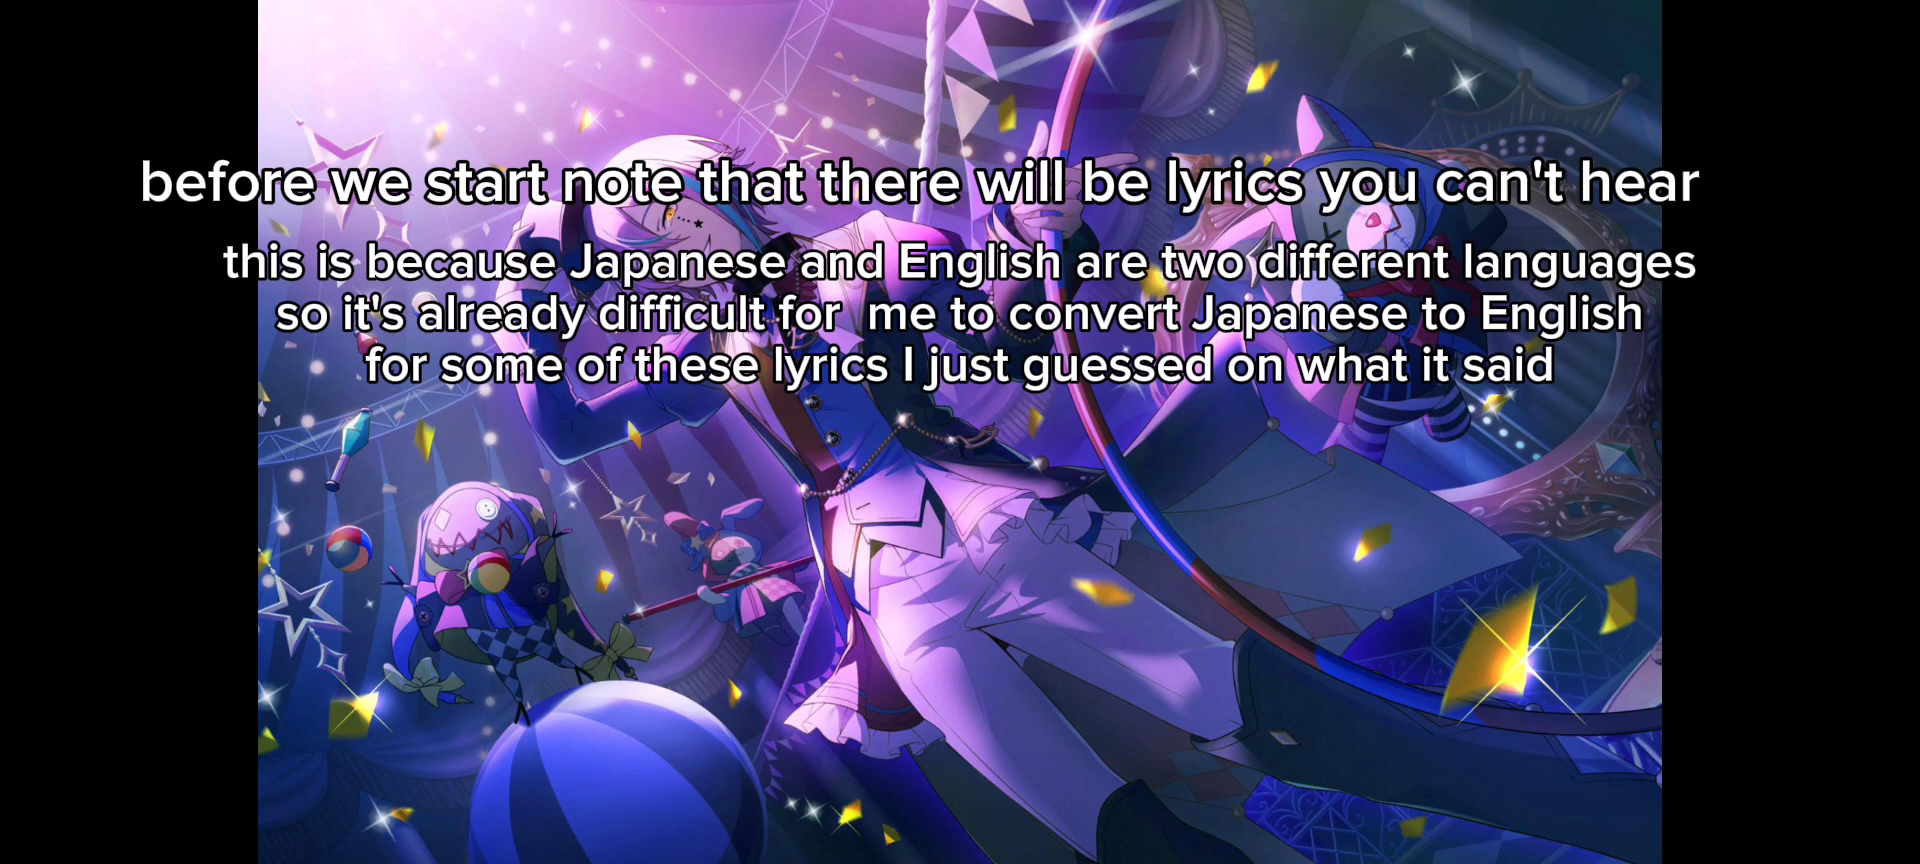 before we start note that there will be lyrics you can't hear
this is because Japanese and English are two different languages
so it's already difficult for  me to convert Japanese to English
for some of these lyrics I just guessed on what it said